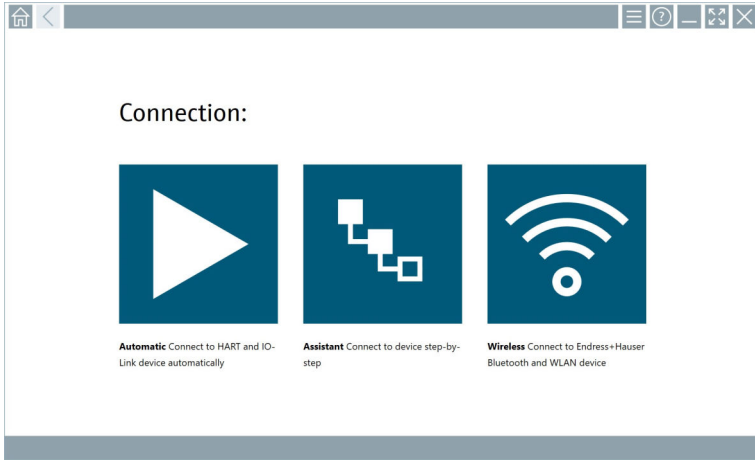 ?
Connection:
Automatic Connect to HART and IO-
Link device automatically
Assistant Connect to device step-by-
step
Wireless Connect to Endress+Hauser
Bluetooth and WLAN device